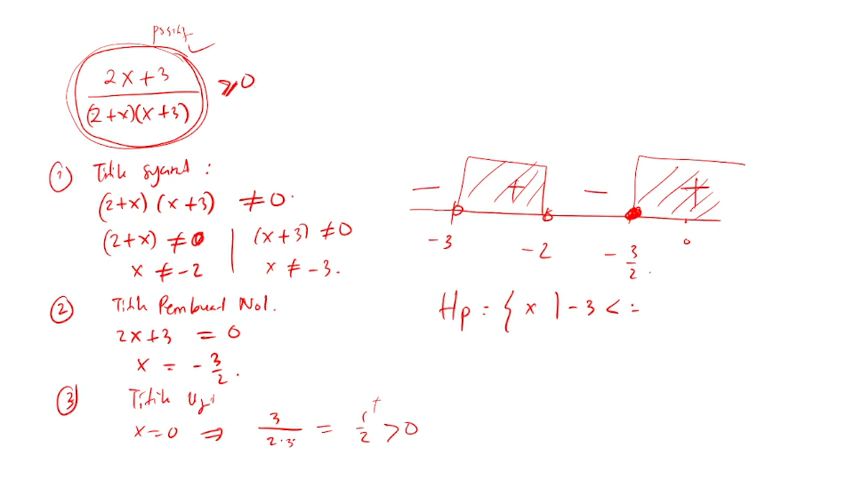 positif
2x+3 / (2+x)(x+3) ≥ 0
① Titik syarat :
(2+x) (x+3) ≠ 0.
(2+x) ≠ 0 | (x+3) ≠ 0
x ≠ -2 | x ≠ -3.
② Titik Pembuat Nol.
2x+3 = 0
x = -3/2.
③ Titik Uji
x=0 ⇒ 3/2·3 = 1/2 > 0
+
− + − +
-3 -2 -3/2. 0
Hp = { x | -3 < =